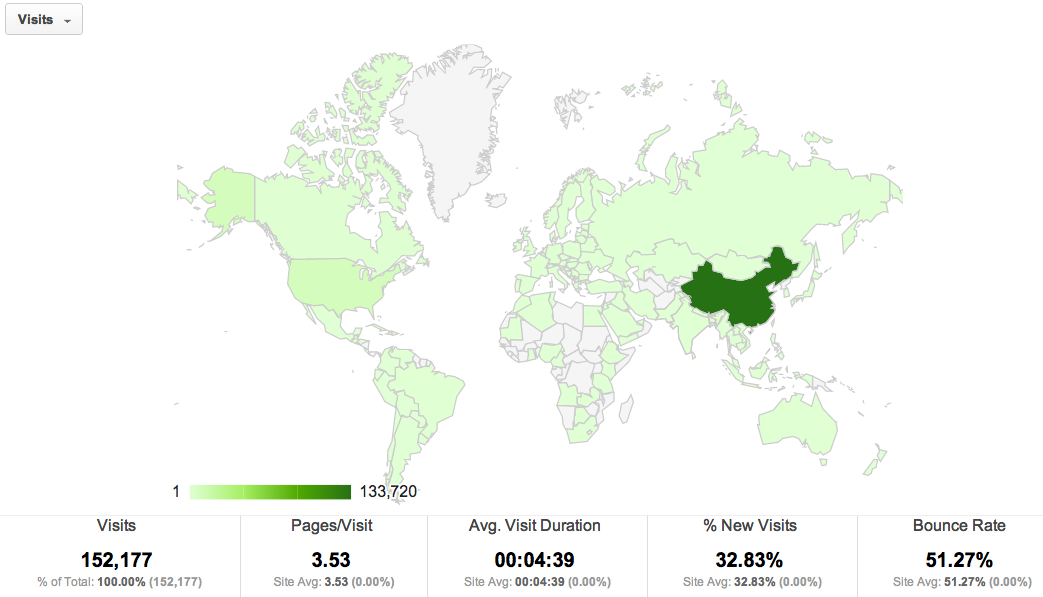 Visits
1 133,720
Visits Pages/Visit Avg. Visit Duration % New Visits Bounce Rate
152,177 3.53 00:04:39 32.83% 51.27%
% of Total: 100.00% (152,177) Site Avg: 3.53 (0.00%) Site Avg: 00:04:39 (0.00%) Site Avg: 32.83% (0.00%) Site Avg: 51.27% (0.00%)